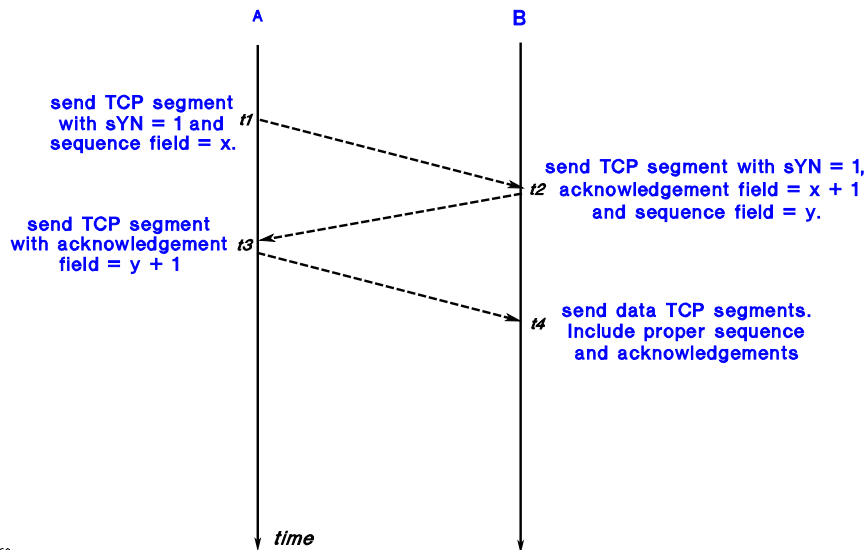 A
B
send TCP segment
with sYN = 1 and
sequence field = x.
t1
send TCP segment with sYN = 1,
acknowledgement field = x + 1
and sequence field = y.
t2
send TCP segment
with acknowledgement
field = y + 1
t3
send data TCP segments.
Include proper sequence
and acknowledgements
t4
time